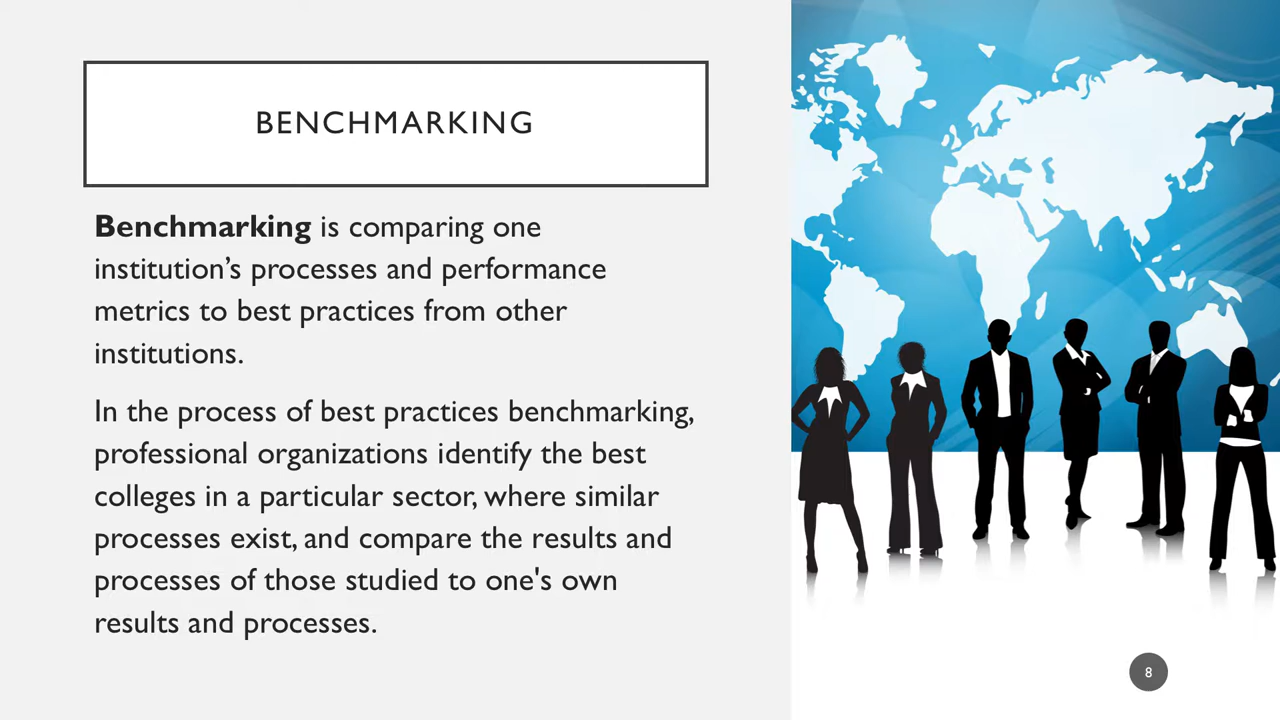 BENCHMARKING
Benchmarking is comparing one
institution’s processes and performance
metrics to best practices from other
institutions.
In the process of best practices benchmarking,
professional organizations identify the best
colleges in a particular sector, where similar
processes exist, and compare the results and
processes of those studied to one's own
results and processes.
8